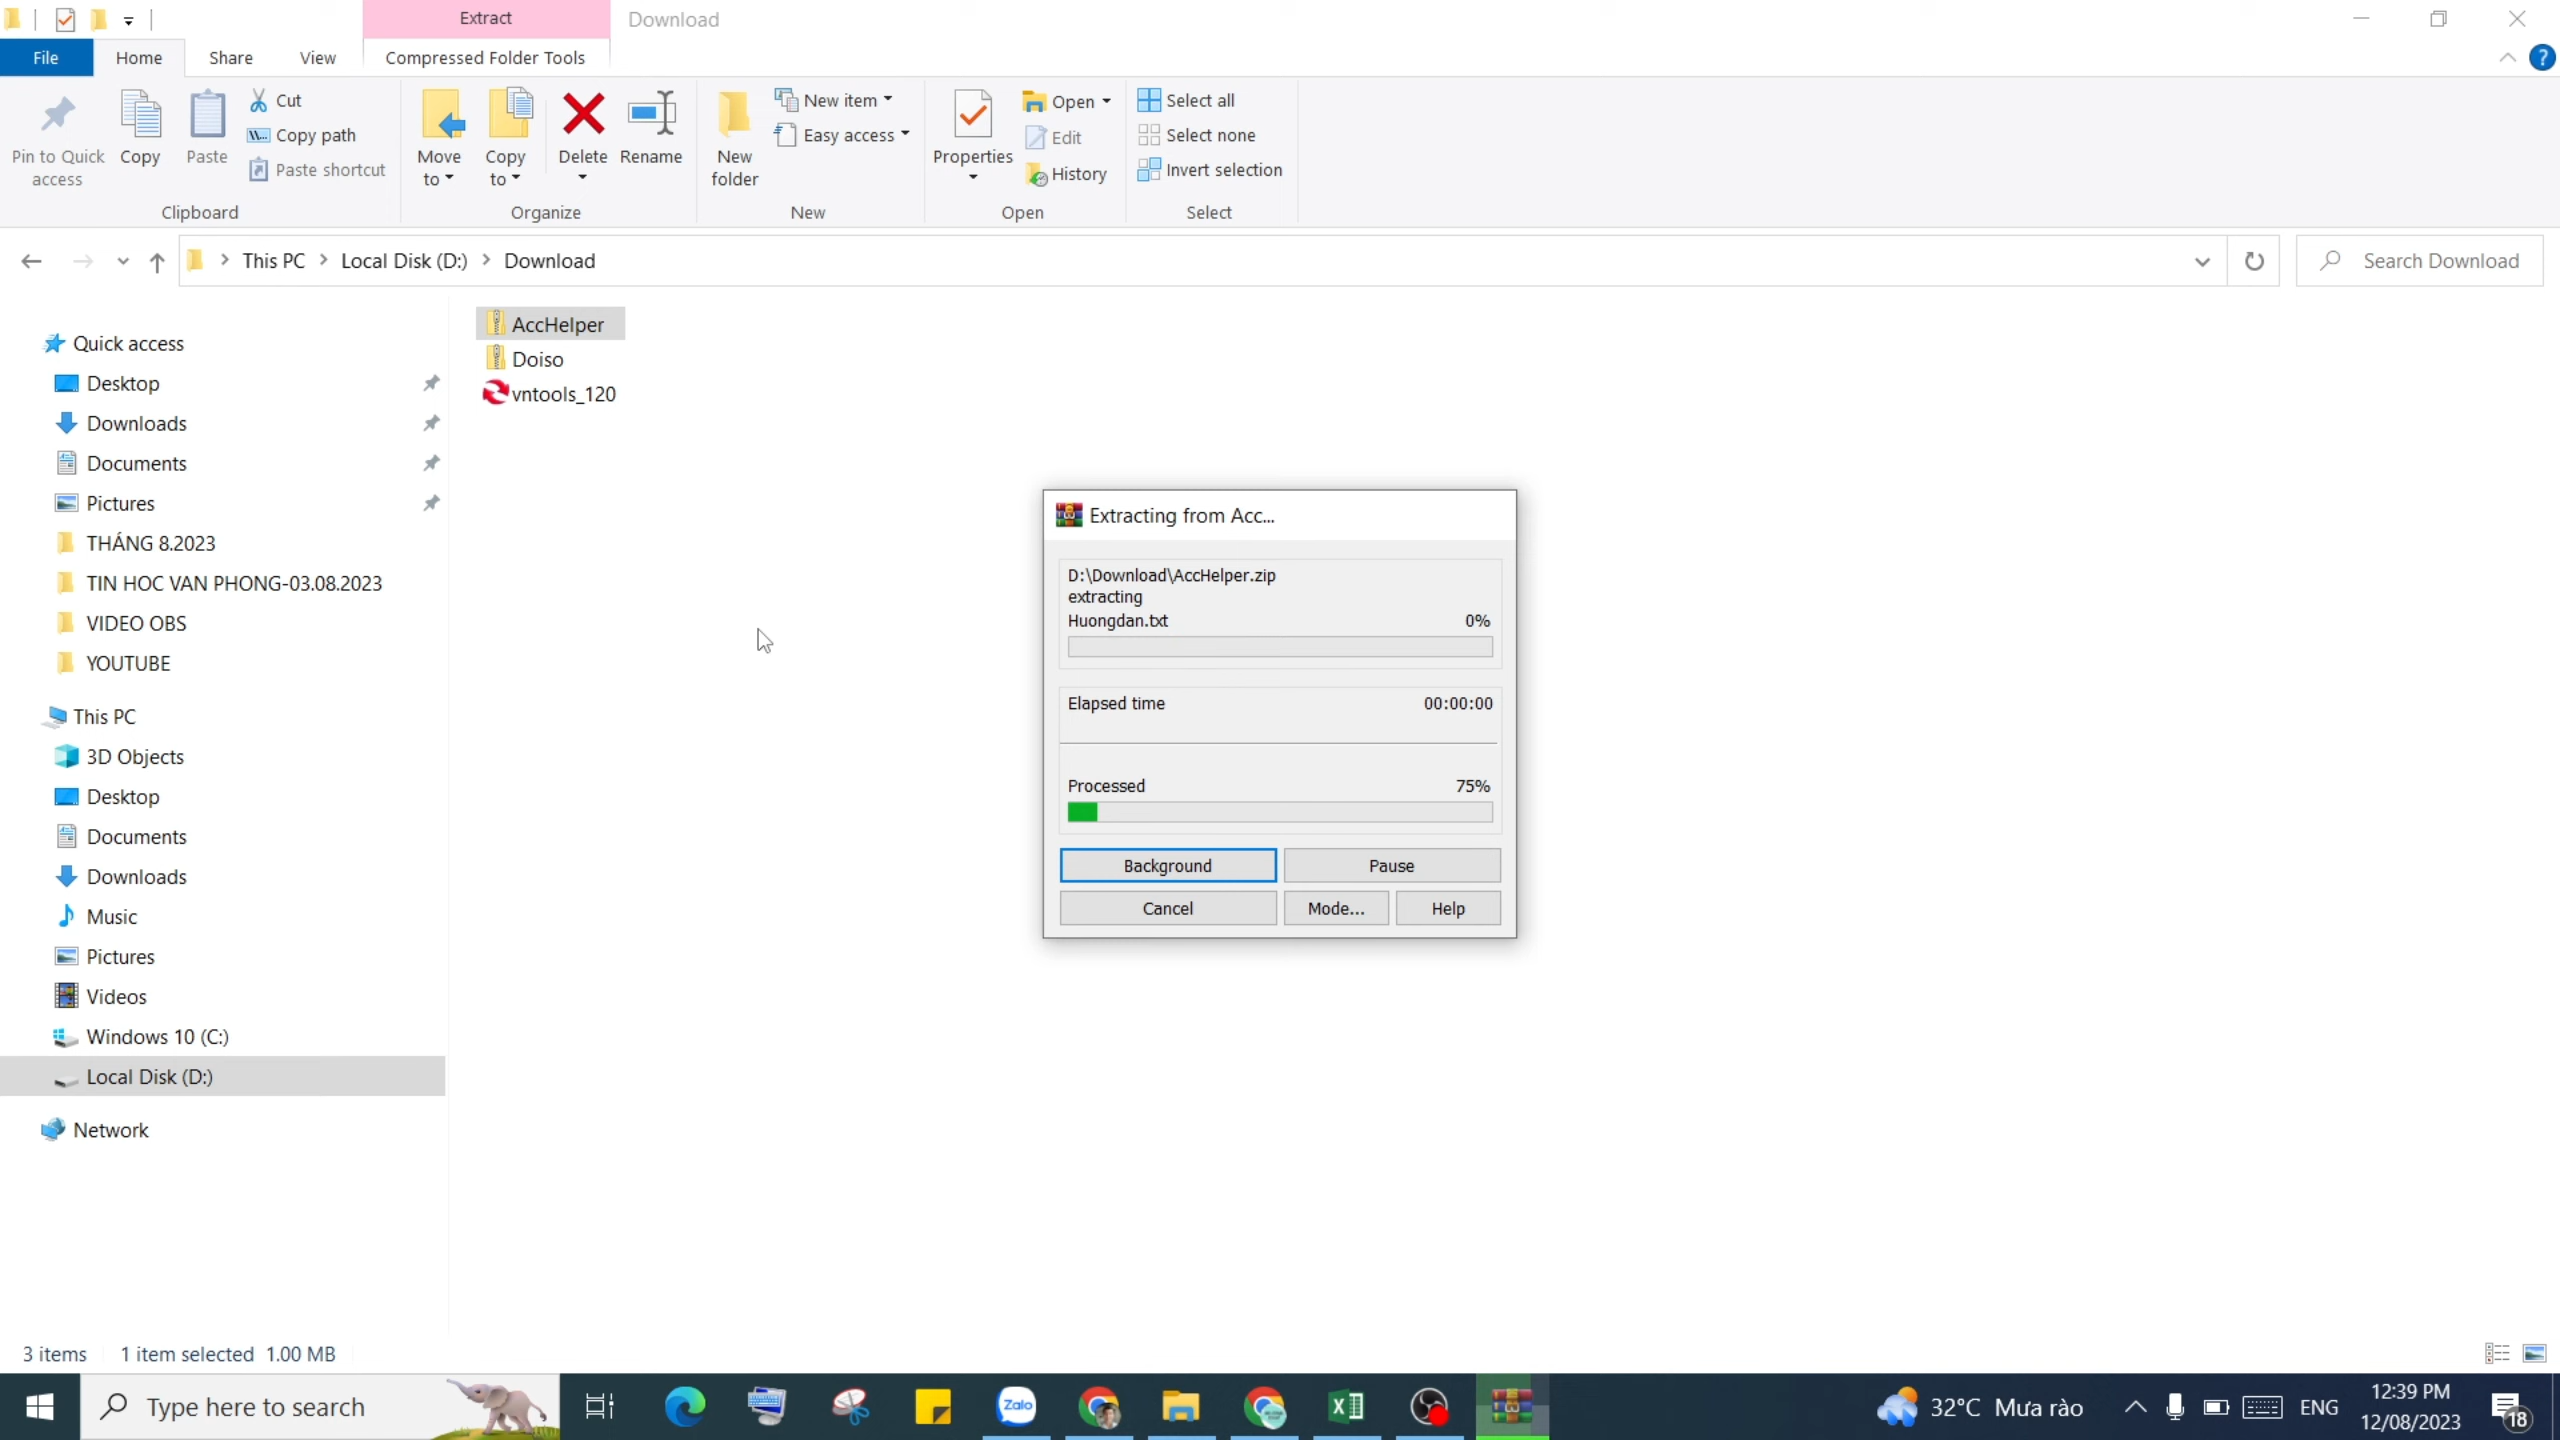 Extract
Download
File
Home
Share
View
Compressed Folder Tools
Pin to Quick access
Copy
Paste
Cut
Copy path
Paste shortcut
Clipboard
Move to
Copy to
Delete
Rename
Organize
New folder
New item
Easy access
New
Properties
Open
Edit
History
Open
Select all
Select none
Invert selection
Select
This PC
Local Disk (D:)
Download
Search Download
Quick access
Desktop
Downloads
Documents
Pictures
THÁNG 8.2023
TIN HOC VAN PHONG-03.08.2023
VIDEO OBS
YOUTUBE
This PC
3D Objects
Desktop
Documents
Downloads
Music
Pictures
Videos
Windows 10 (C:)
Local Disk (D:)
Network
AccHelper
Doiso
vntools_120
Extracting from Acc...
D:\Download\AccHelper.zip
extracting
Huongdan.txt 0%
Elapsed time 00:00:00
Processed 75%
Background
Pause
Cancel
Mode...
Help
3 items 1 item selected 1.00 MB
Type here to search
Zalo
32°C Mưa rào
ENG
12:39 PM
12/08/2023
18